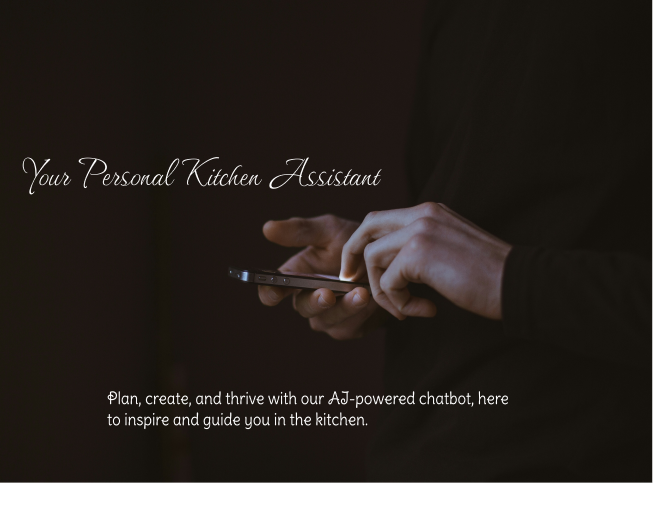 Your Personal Kitchen Assistant
Plan, create, and thrive with our AI-powered chatbot, here
to inspire and guide you in the kitchen.